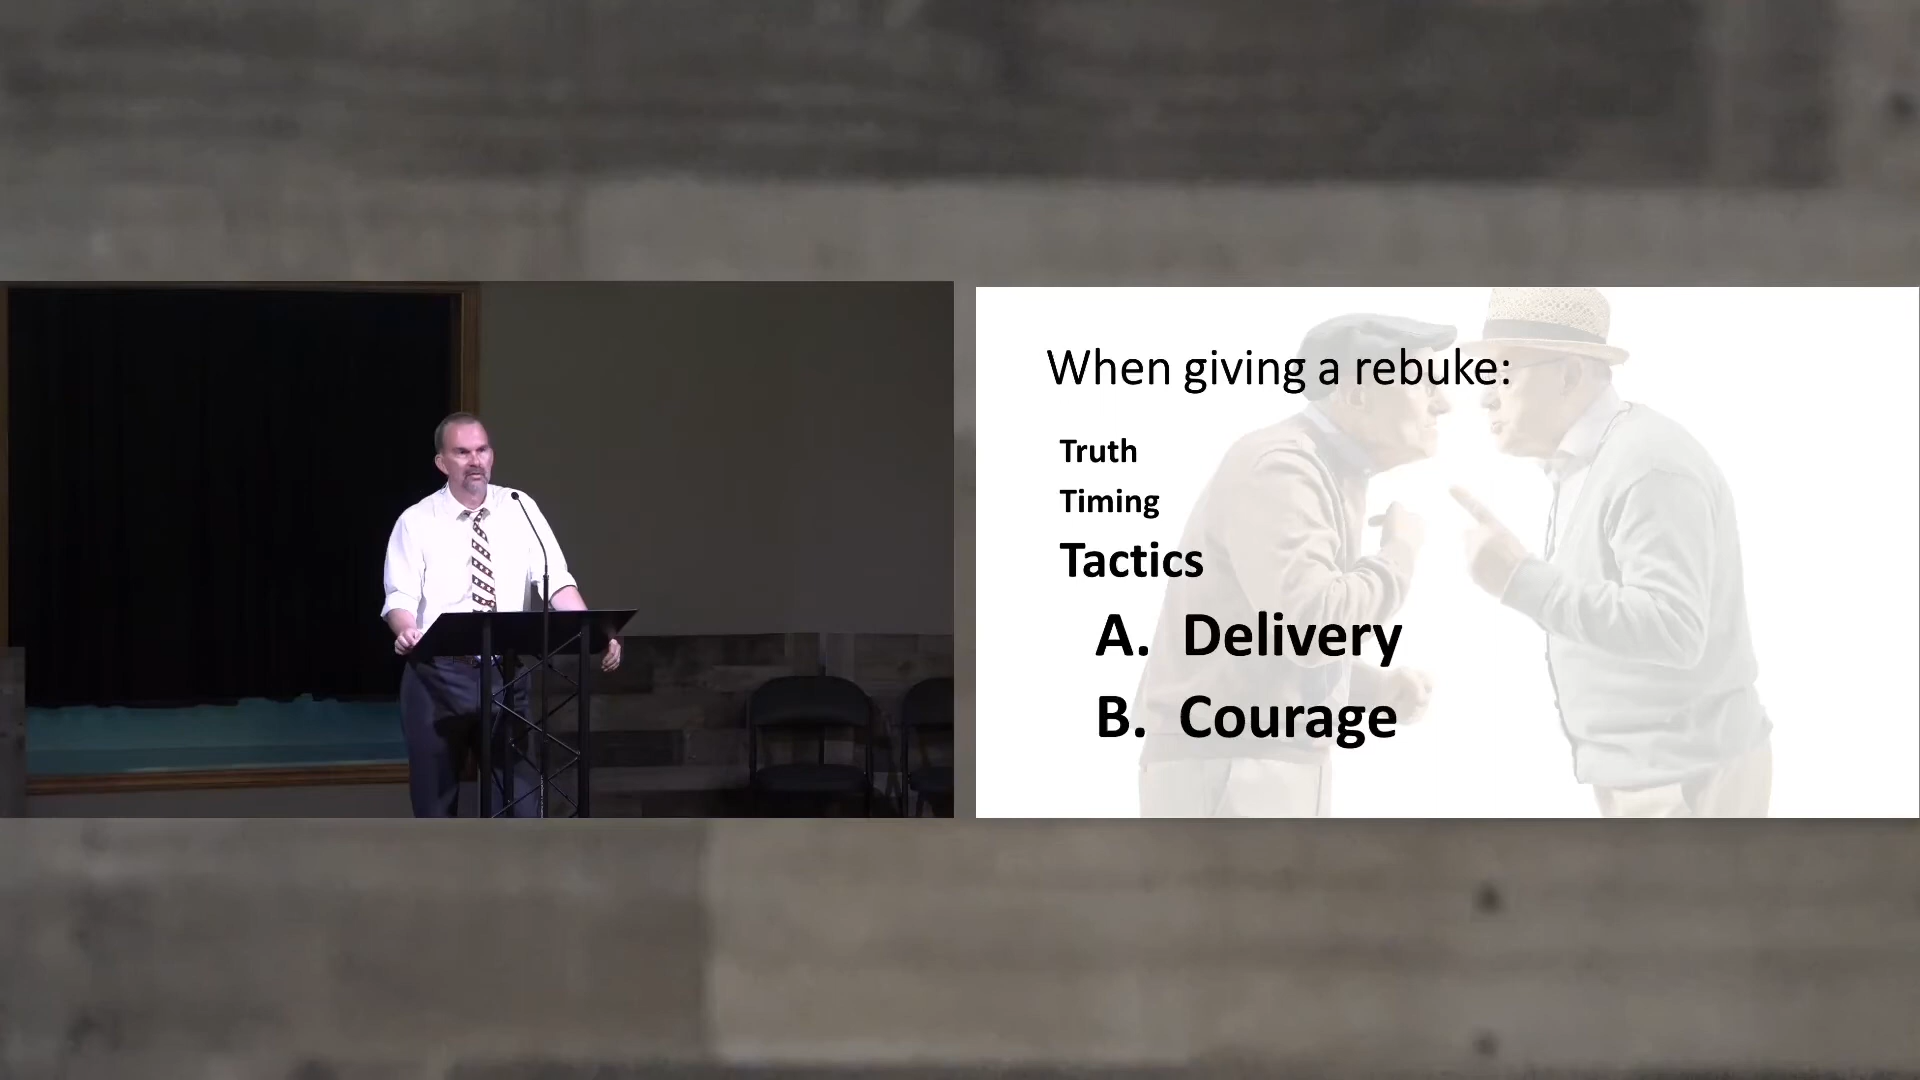 When giving a rebuke:
Truth
Timing
Tactics
A. Delivery
B. Courage